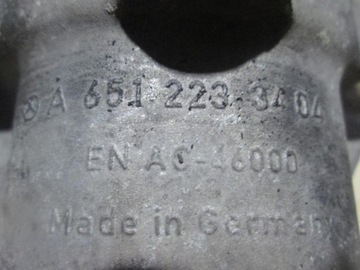 A 651 223 34 04
EN AC-46000
Made in Germany